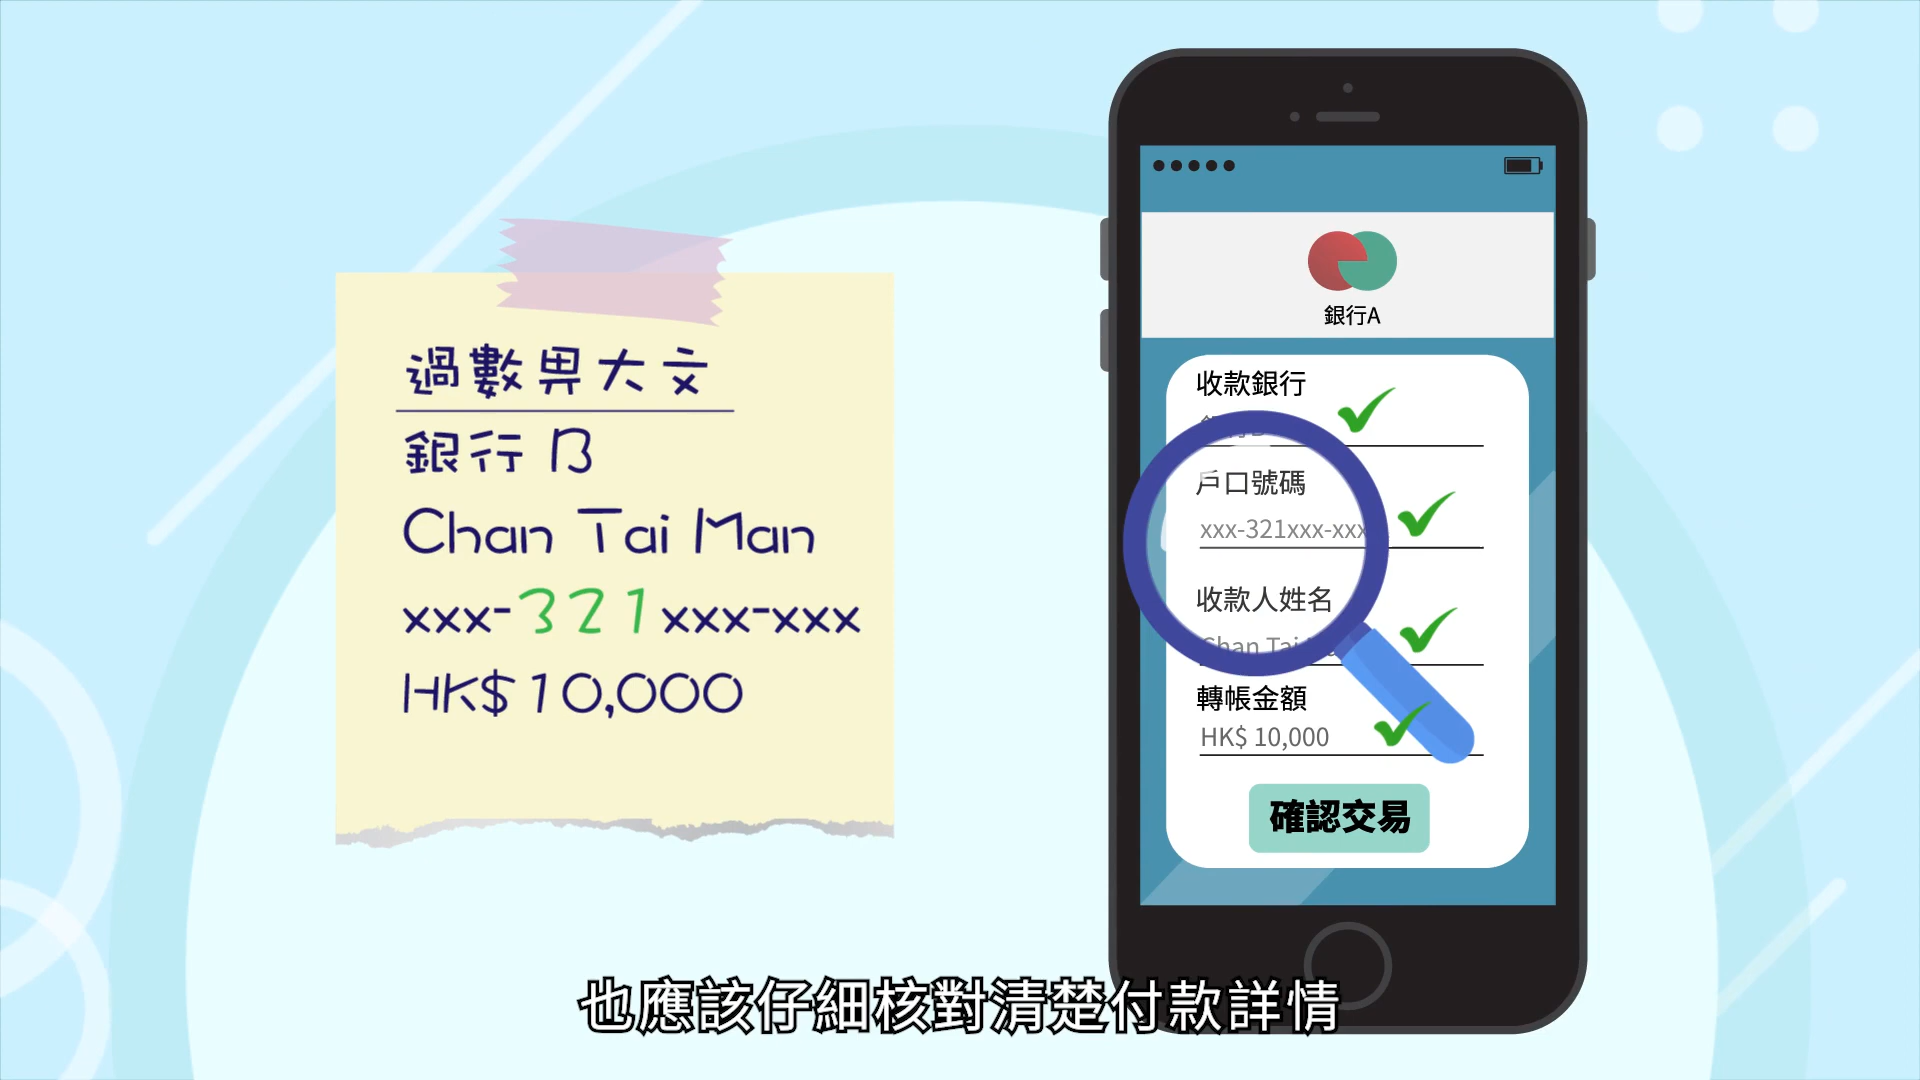 過數畀大文
銀行 B
Chan Tai Man
xxx-321xxx-xxx
HK$10,000
銀行A
收款銀行
戶口號碼
xxx-321xxx-xxx
收款人姓名
Chan Tai
轉帳金額
HK$ 10,000
確認交易
也應該仔細核對清楚付款詳情